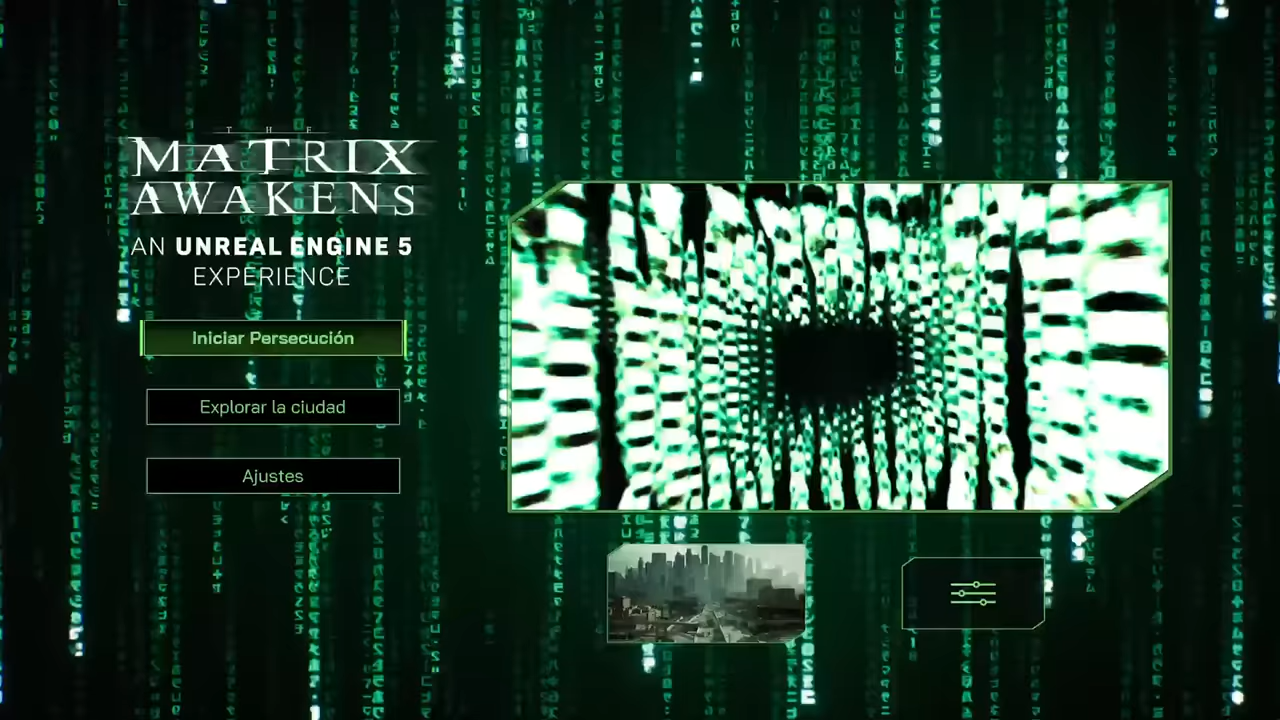 THE
MATRIX
AWAKENS
AN UNREAL ENGINE 5
EXPERIENCE
Iniciar Persecución
Explorar la ciudad
Ajustes